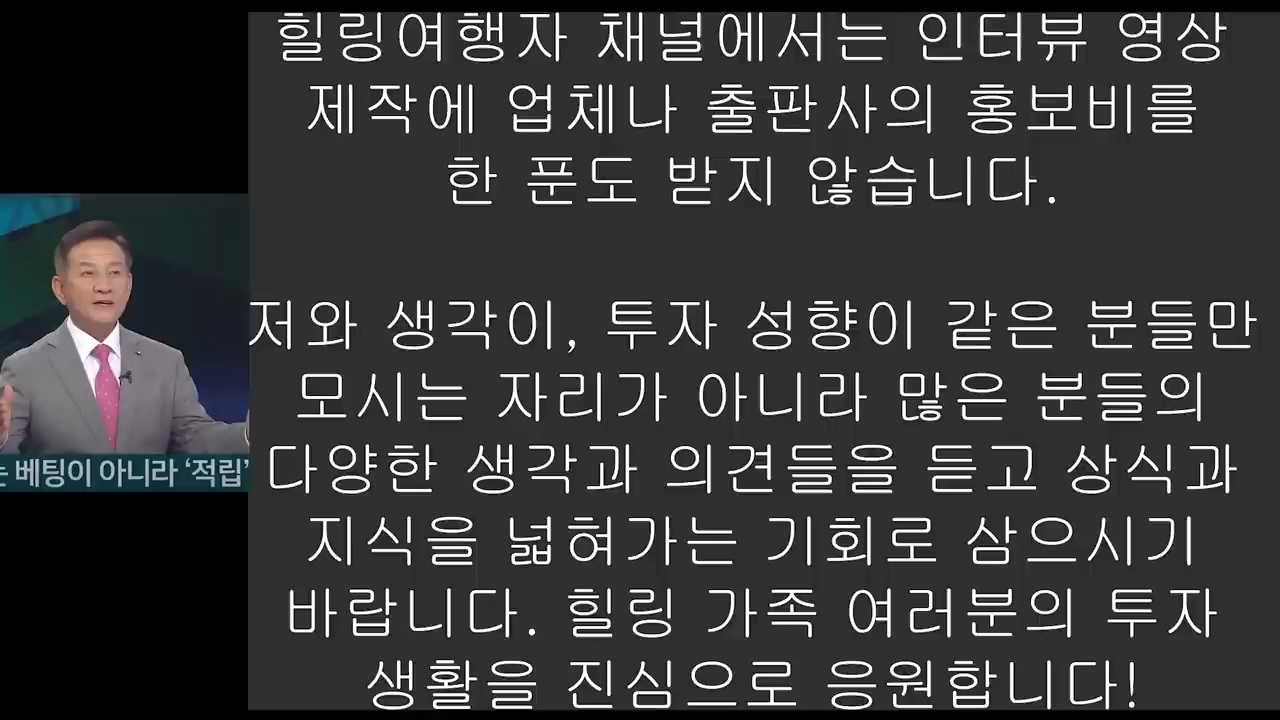 힐링여행자 채널에서는 인터뷰 영상
제작에 업체나 출판사의 홍보비를
한 푼도 받지 않습니다.
저와 생각이, 투자 성향이 같은 분들만
모시는 자리가 아니라 많은 분들의
다양한 생각과 의견들을 듣고 상식과
지식을 넓혀가는 기회로 삼으시기
바랍니다. 힐링 가족 여러분의 투자
생활을 진심으로 응원합니다!
베팅이 아니라 ‘적립’